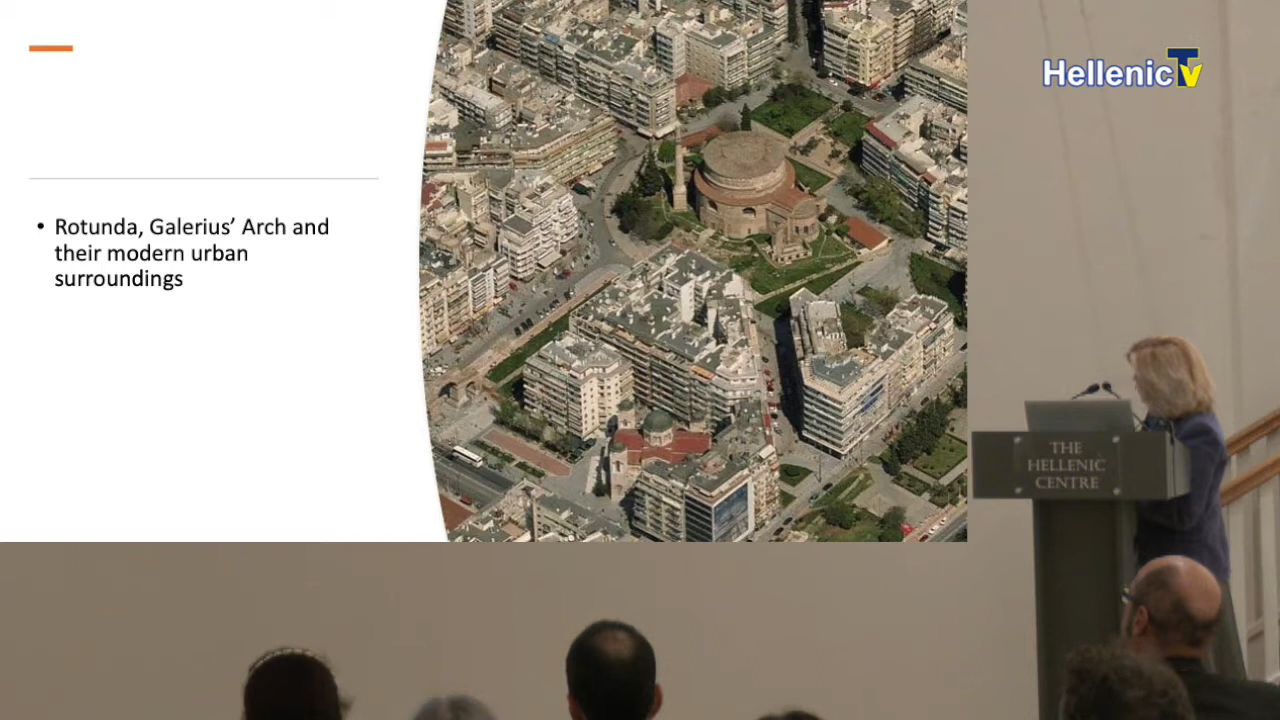 • Rotunda, Galerius’ Arch and
their modern urban
surroundings
HellenicTv
THE
HELLENIC
CENTRE